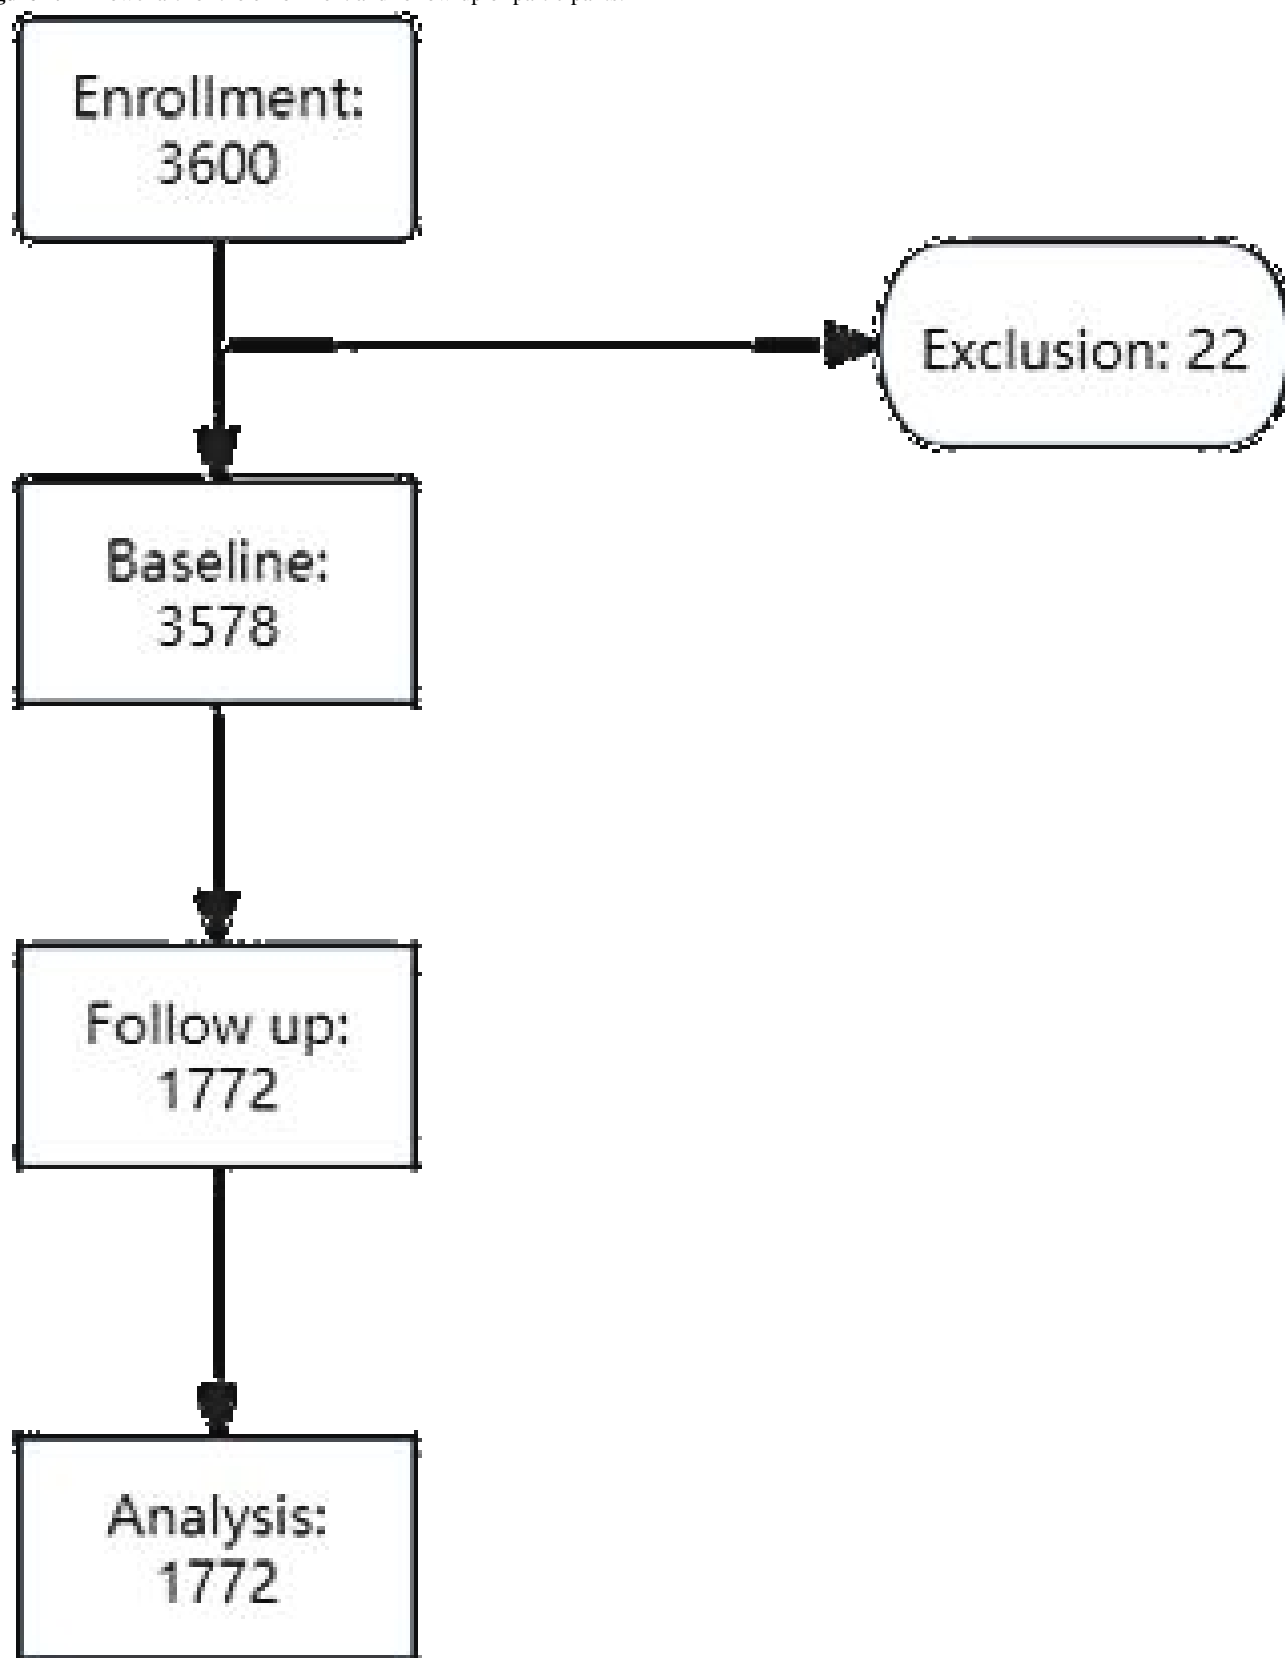 Enrollment:
3600
Exclusion: 22
Baseline:
3578
Follow up:
1772
Analysis:
1772